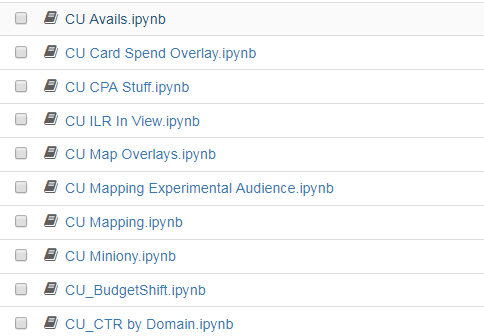 CU Avails.ipynb
CU Card Spend Overlay.ipynb
CU CPA Stuff.ipynb
CU ILR In View.ipynb
CU Map Overlays.ipynb
CU Mapping Experimental Audience.ipynb
CU Mapping.ipynb
CU Miniony.ipynb
CU_BudgetShift.ipynb
CU_CTR by Domain.ipynb